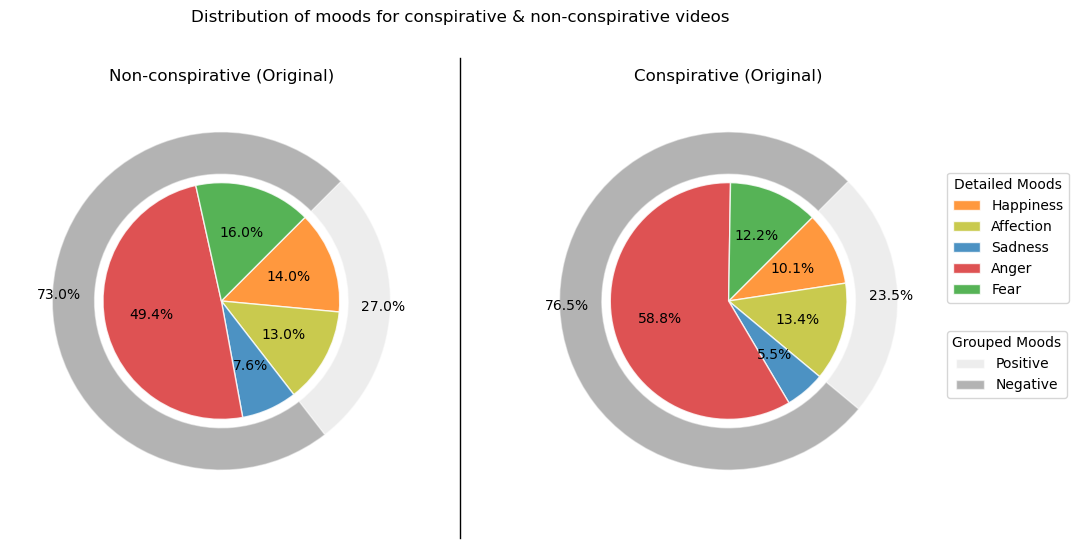 Distribution of moods for conspirative & non-conspirative videos
Non-conspirative (Original)
16.0%
14.0%
73.0%
27.0%
49.4%
13.0%
7.6%
Conspirative (Original)
12.2%
10.1%
76.5%
23.5%
58.8%
13.4%
5.5%
Detailed Moods
Happiness
Affection
Sadness
Anger
Fear
Grouped Moods
Positive
Negative